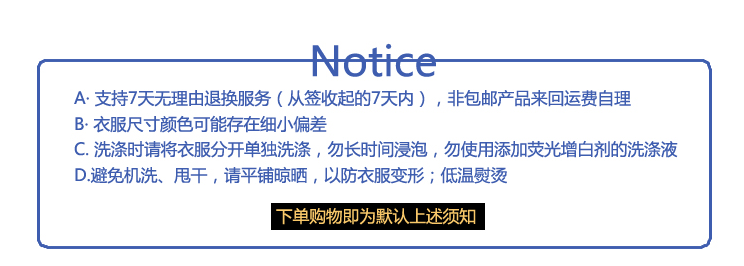 Notice
A· 支持7天无理由退换服务（从签收起的7天内），非包邮产品来回运费自理
B· 衣服尺寸颜色可能存在细小偏差
C. 洗涤时请将衣服分开单独洗涤，勿长时间浸泡，勿使用添加荧光增白剂的洗涤液
D.避免机洗、甩干，请平铺晾晒，以防衣服变形；低温熨烫
下单购物即为默认上述须知